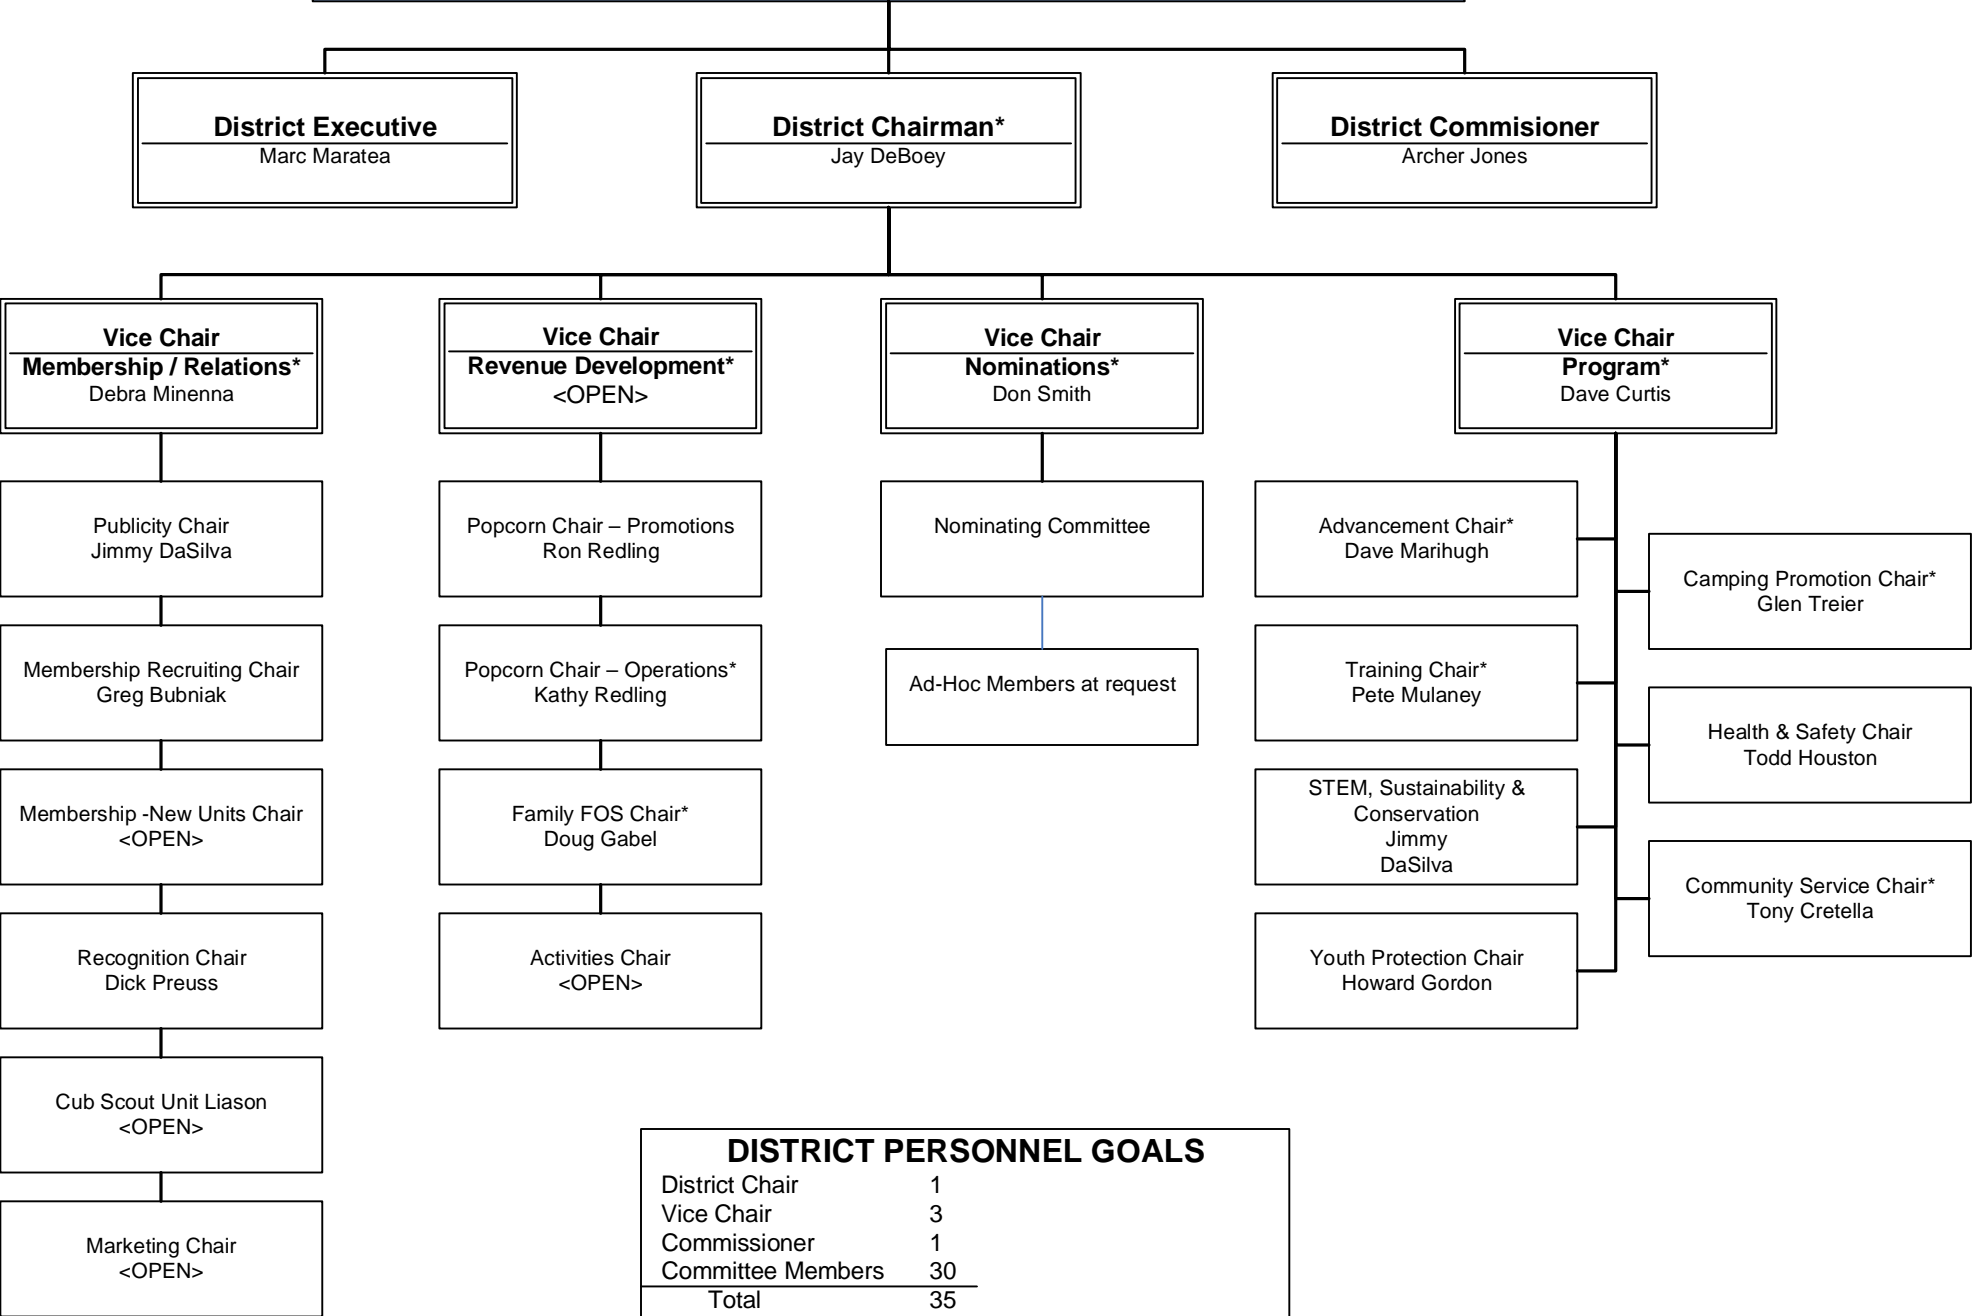 District Executive
Marc Maratea
District Chairman*
Jay DeBoey
District Commisioner
Archer Jones
Vice Chair
Membership / Relations*
Debra Minenna
Vice Chair
Revenue Development*
<OPEN>
Vice Chair
Nominations*
Don Smith
Vice Chair
Program*
Dave Curtis
Publicity Chair
Jimmy DaSilva
Membership Recruiting Chair
Greg Bubniak
Membership -New Units Chair
<OPEN>
Recognition Chair
Dick Preuss
Cub Scout Unit Liason
<OPEN>
Marketing Chair
<OPEN>
Popcorn Chair – Promotions
Ron Redling
Popcorn Chair – Operations*
Kathy Redling
Family FOS Chair*
Doug Gabel
Activities Chair
<OPEN>
Nominating Committee
Ad-Hoc Members at request
Advancement Chair*
Dave Marihugh
Training Chair*
Pete Mulaney
STEM, Sustainability &
Conservation
Jimmy
DaSilva
Youth Protection Chair
Howard Gordon
Camping Promotion Chair*
Glen Treier
Health & Safety Chair
Todd Houston
Community Service Chair*
Tony Cretella
DISTRICT PERSONNEL GOALS
District Chair 1
Vice Chair 3
Commissioner 1
Committee Members 30
Total 35